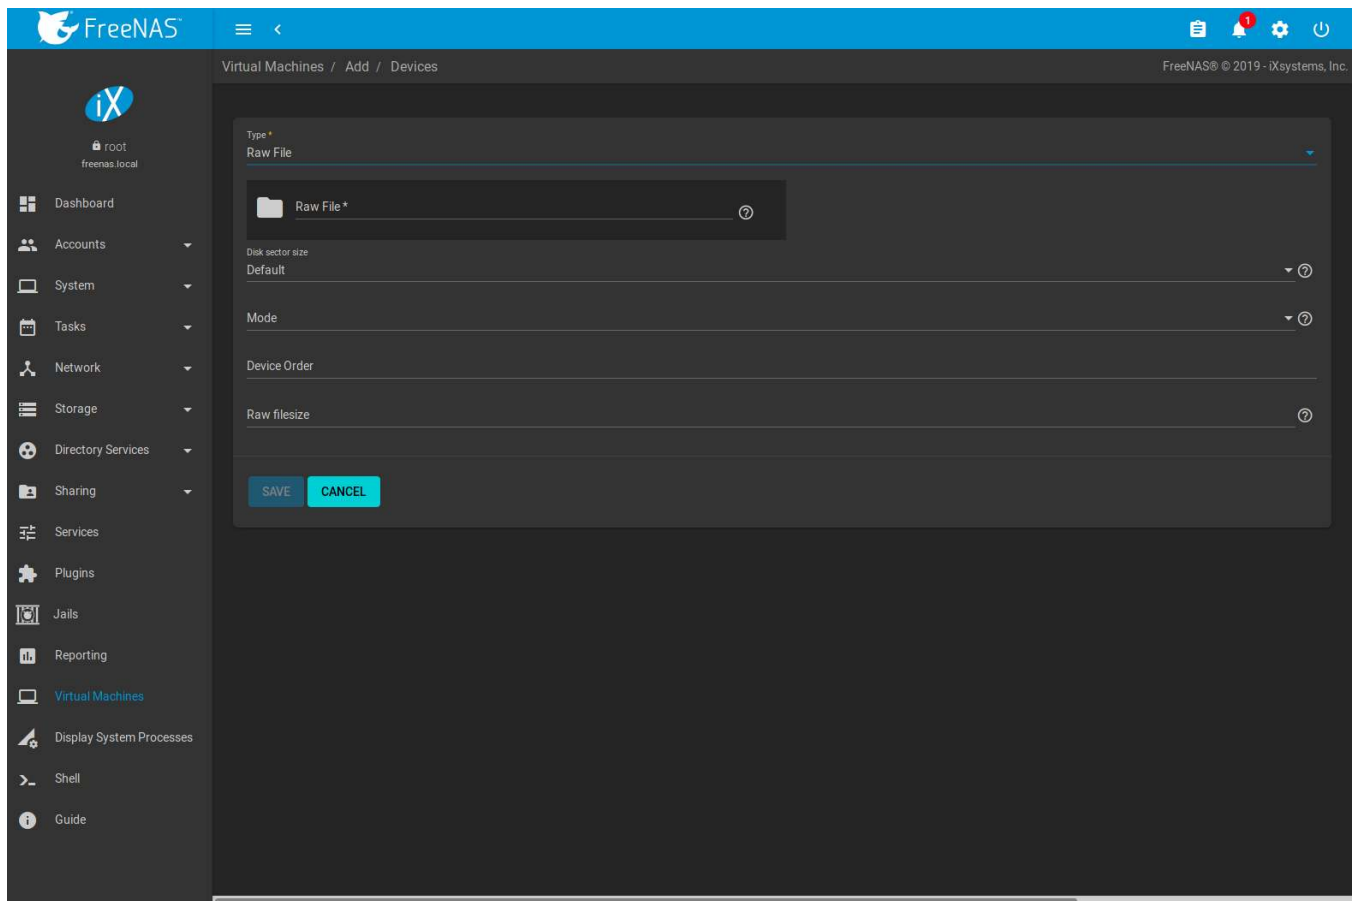 FreeNAS
1
Virtual Machines / Add / Devices
FreeNAS® © 2019 - iXsystems, Inc.
iX
root
freenas.local
Dashboard
Accounts
System
Tasks
Network
Storage
Directory Services
Sharing
Services
Plugins
Jails
Reporting
Virtual Machines
Display System Processes
Shell
Guide
Type *
Raw File
Raw File *
Disk sector size
Default
Mode
Device Order
Raw filesize
SAVE CANCEL